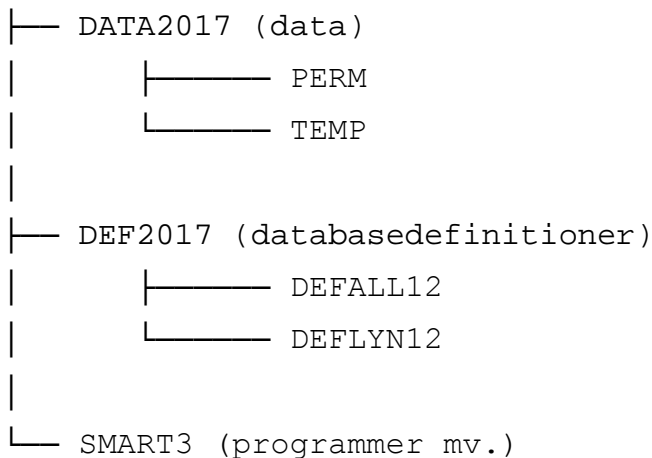 DATA2017 (data)
PERM
TEMP
DEF2017 (databasedefinitioner)
DEFALL12
DEFLYN12
SMART3 (programmer mv.)